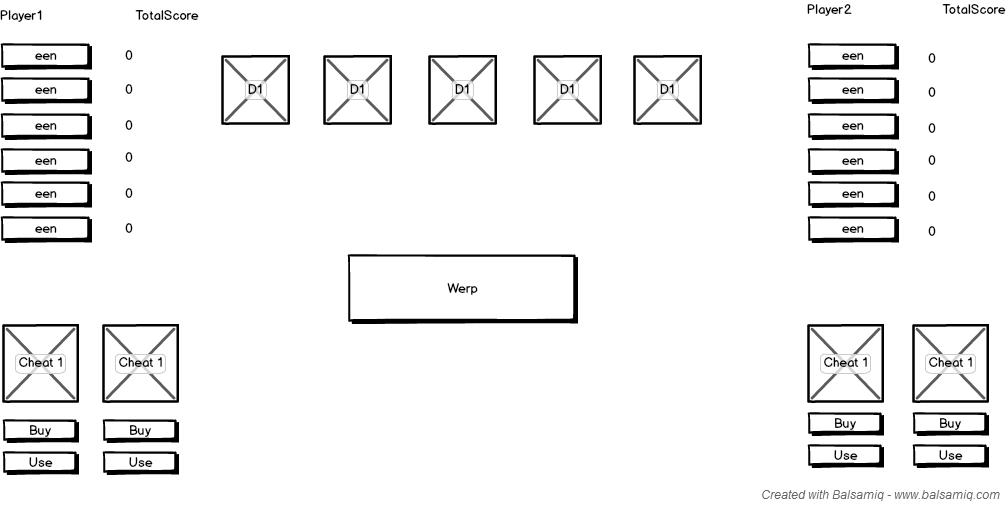 Player1 TotalScore
een 0
een 0
een 0
een 0
een 0
een 0
D1 D1 D1 D1 D1
Werp
Cheat 1 Cheat 1
Buy Buy
Use Use
Player2 TotalScore
een 0
een 0
een 0
een 0
een 0
een 0
Cheat 1 Cheat 1
Buy Buy
Use Use
Created with Balsamiq - www.balsamiq.com